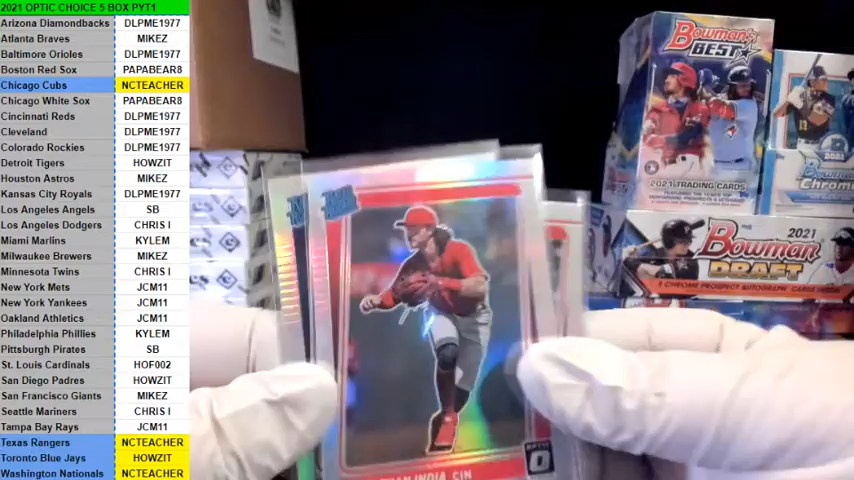 2021 OPTIC CHOICE 5 BOX PYT1
Arizona Diamondbacks DLPME1977
Atlanta Braves MIKEZ
Baltimore Orioles DLPME1977
Boston Red Sox PAPABEAR8
Chicago Cubs NCTEACHER
Chicago White Sox PAPABEAR8
Cincinnati Reds DLPME1977
Cleveland DLPME1977
Colorado Rockies DLPME1977
Detroit Tigers HOWZIT
Houston Astros MIKEZ
Kansas City Royals DLPME1977
Los Angeles Angels SB
Los Angeles Dodgers CHRIS I
Miami Marlins KYLEM
Milwaukee Brewers MIKEZ
Minnesota Twins CHRIS I
New York Mets JCM11
New York Yankees JCM11
Oakland Athletics JCM11
Philadelphia Phillies KYLEM
Pittsburgh Pirates SB
St. Louis Cardinals HOF002
San Diego Padres HOWZIT
San Francisco Giants MIKEZ
Seattle Mariners CHRIS I
Tampa Bay Rays JCM11
Texas Rangers NCTEACHER
Toronto Blue Jays HOWZIT
Washington Nationals NCTEACHER
INDIA CIN
OPTIC
Bowman
BEST
2021 TRADING CARDS
2021
Bowman
Chrome
2021
Bowman
DRAFT